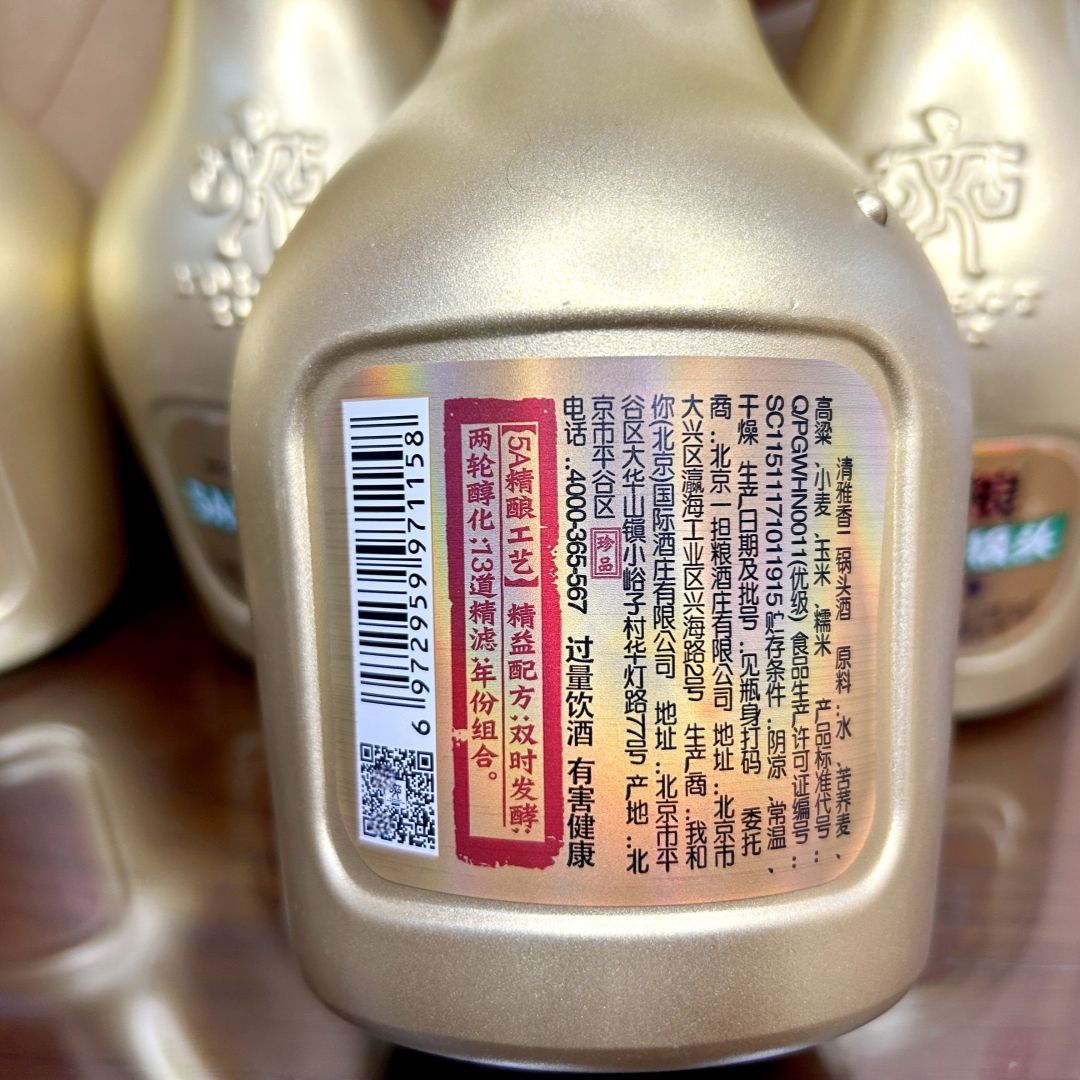 清雅香二锅头酒 原料:水、苦荞麦、
高粱、小麦、玉米、糯米 产品标准代号:
Q/PGWHN0011(优级) 食品生产许可证编号:
SC11511171011915 贮存条件:阴凉、常温、
干燥 生产日期及批号:见瓶身打码 委托
商:北京一担粮酒庄有限公司 地址:北京市
大兴区瀛海工业区兴海路2号 生产商:我和
你(北京)国际酒庄有限公司 地址:北京市平
谷区大华山镇小峪子村华灯路77号 产地:北
京市平谷区 珍品
电话:4000-365-567 过量饮酒 有害健康
【5A精酿工艺】精益配方;双时发酵;
两轮醇化;13道精滤;年份组合。
6 972959 971158